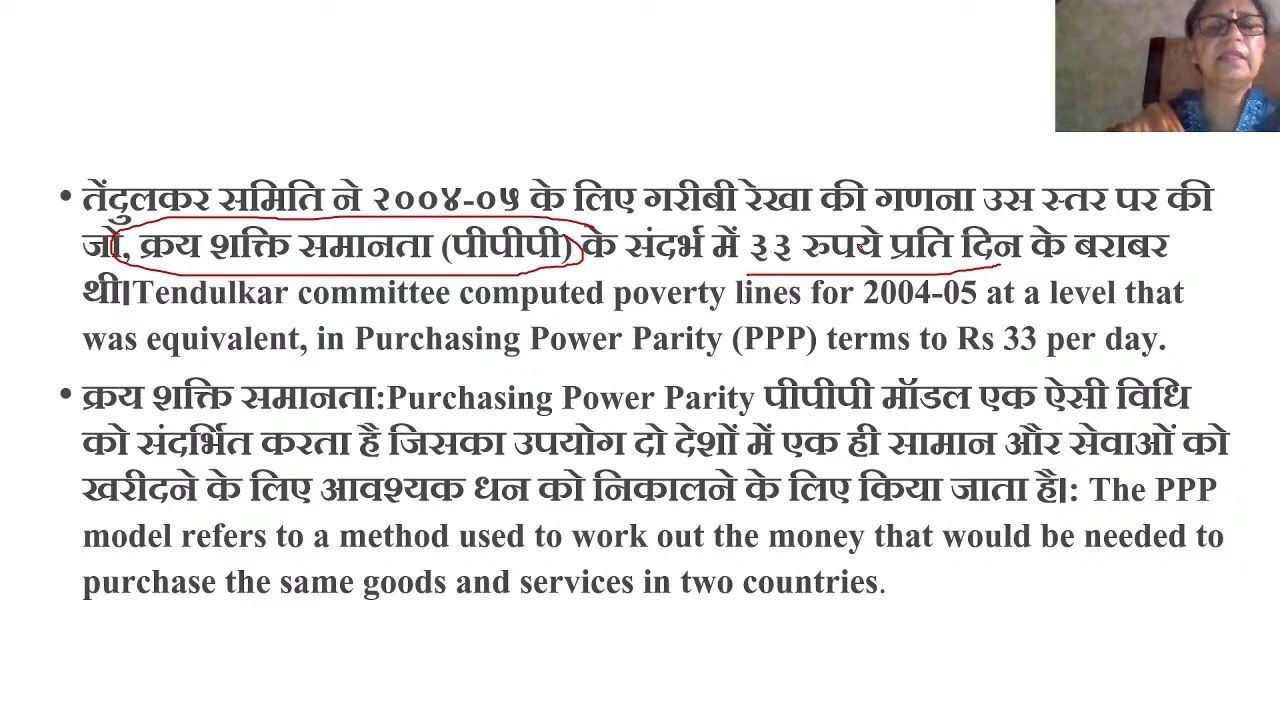 • तेंदुलकर समिति ने २००४-०५ के लिए गरीबी रेखा की गणना उस स्तर पर की
जो, क्रय शक्ति समानता (पीपीपी) के संदर्भ में ३३ रुपये प्रति दिन के बराबर
थी।Tendulkar committee computed poverty lines for 2004-05 at a level that
was equivalent, in Purchasing Power Parity (PPP) terms to Rs 33 per day.
• क्रय शक्ति समानता:Purchasing Power Parity पीपीपी मॉडल एक ऐसी विधि
को संदर्भित करता है जिसका उपयोग दो देशों में एक ही सामान और सेवाओं को
खरीदने के लिए आवश्यक धन को निकालने के लिए किया जाता है।: The PPP
model refers to a method used to work out the money that would be needed to
purchase the same goods and services in two countries.